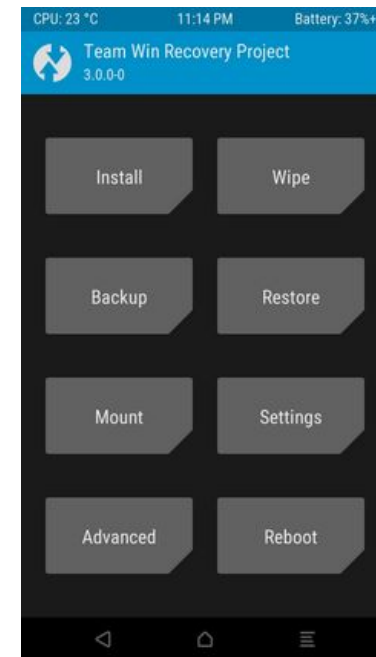 CPU: 23 °C 11:14 PM Battery: 37%+
Team Win Recovery Project
3.0.0-0
Install Wipe
Backup Restore
Mount Settings
Advanced Reboot